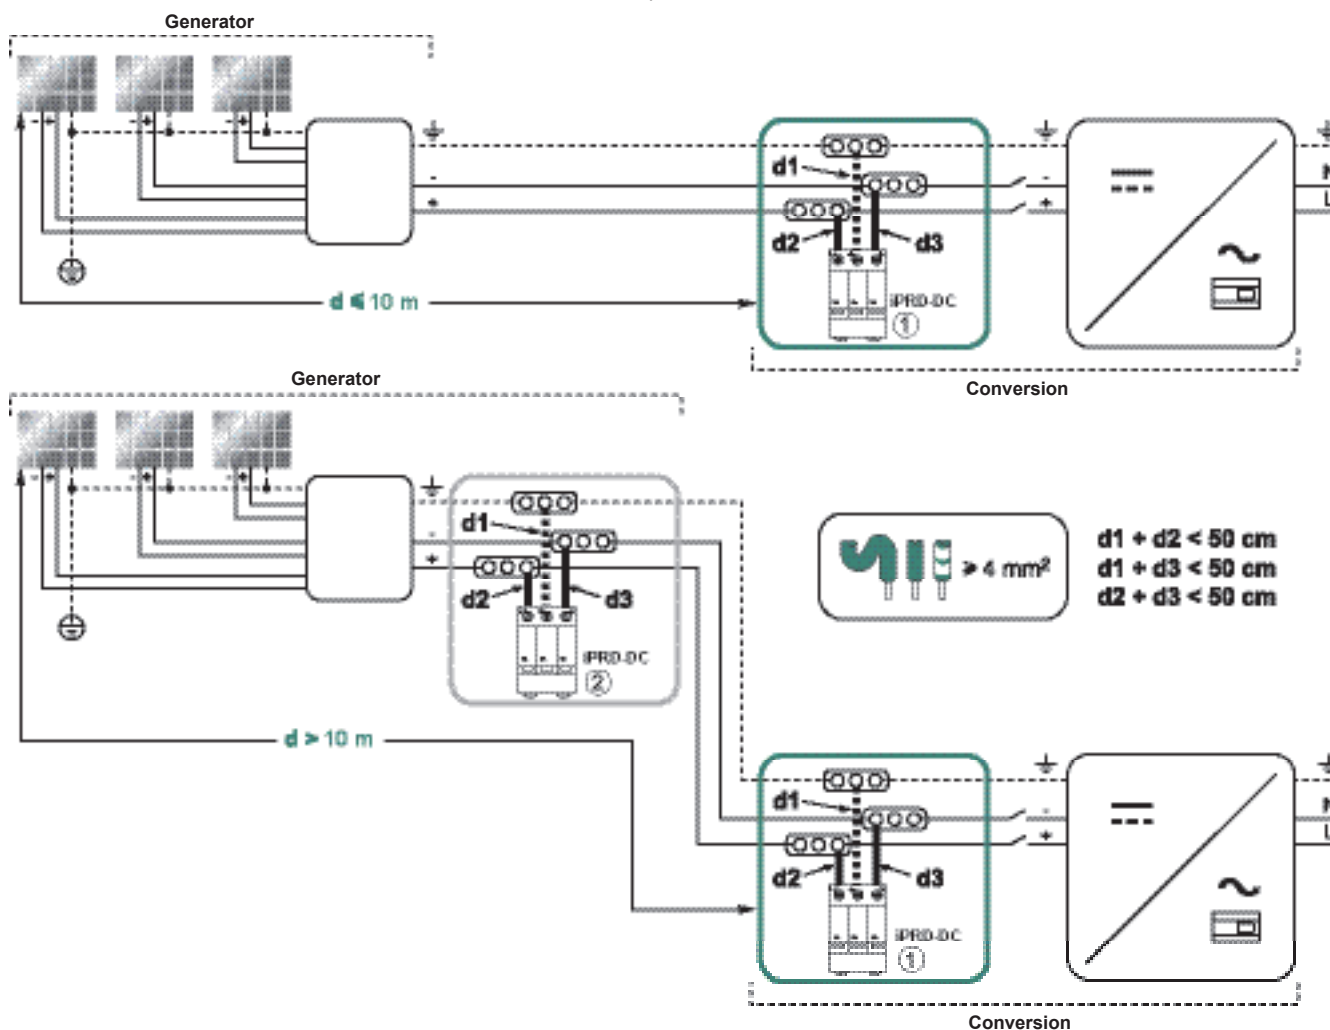 Generator
- +
- +
- +
-
+
d1
d2
d3
-
+
N
L
d ⩽ 10 m
iPRD-DC
1
Conversion
Generator
- +
- +
- +
-
+
d1
d2
d3
iPRD-DC
2
⩾ 4 mm²
d1 + d2 < 50 cm
d1 + d3 < 50 cm
d2 + d3 < 50 cm
d > 10 m
d1
d2
d3
-
+
N
L
iPRD-DC
1
Conversion